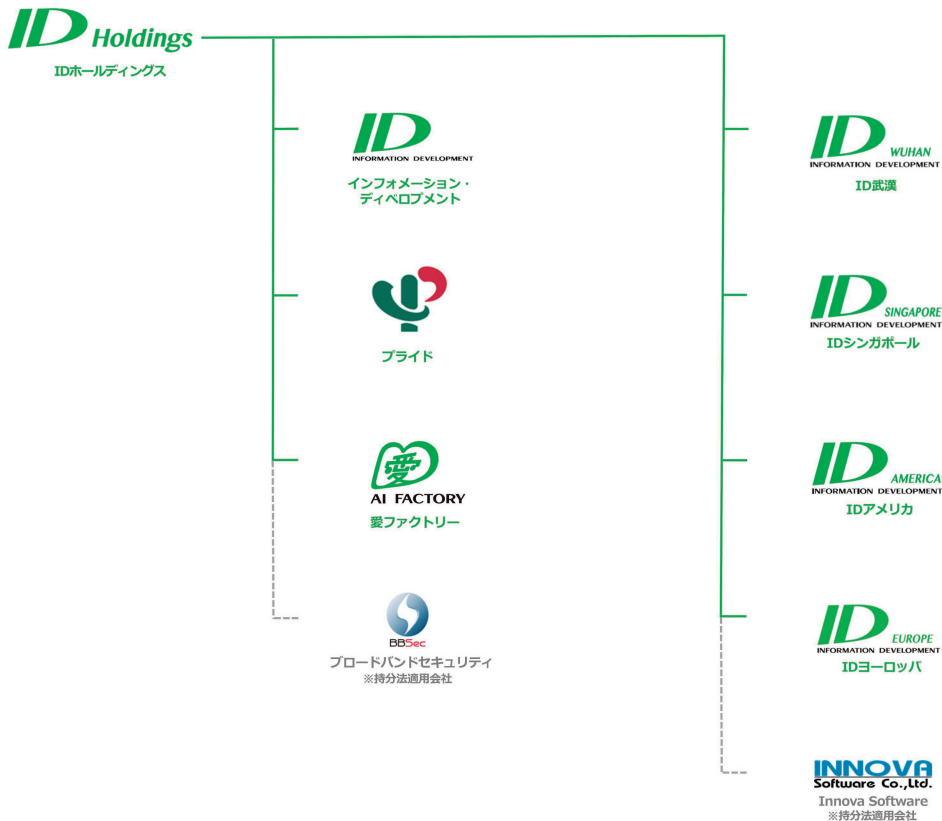 ID Holdings
IDホールディングス
ID
INFORMATION DEVELOPMENT
インフォメーション・
ディベロプメント
プライド
愛
AI FACTORY
愛ファクトリー
BBSec
ブロードバンドセキュリティ
※持分法適用会社
ID WUHAN
INFORMATION DEVELOPMENT
ID武漢
ID SINGAPORE
INFORMATION DEVELOPMENT
IDシンガポール
ID AMERICA
INFORMATION DEVELOPMENT
IDアメリカ
ID EUROPE
INFORMATION DEVELOPMENT
IDヨーロッパ
INNOVA
Software Co.,Ltd.
Innova Software
※持分法適用会社